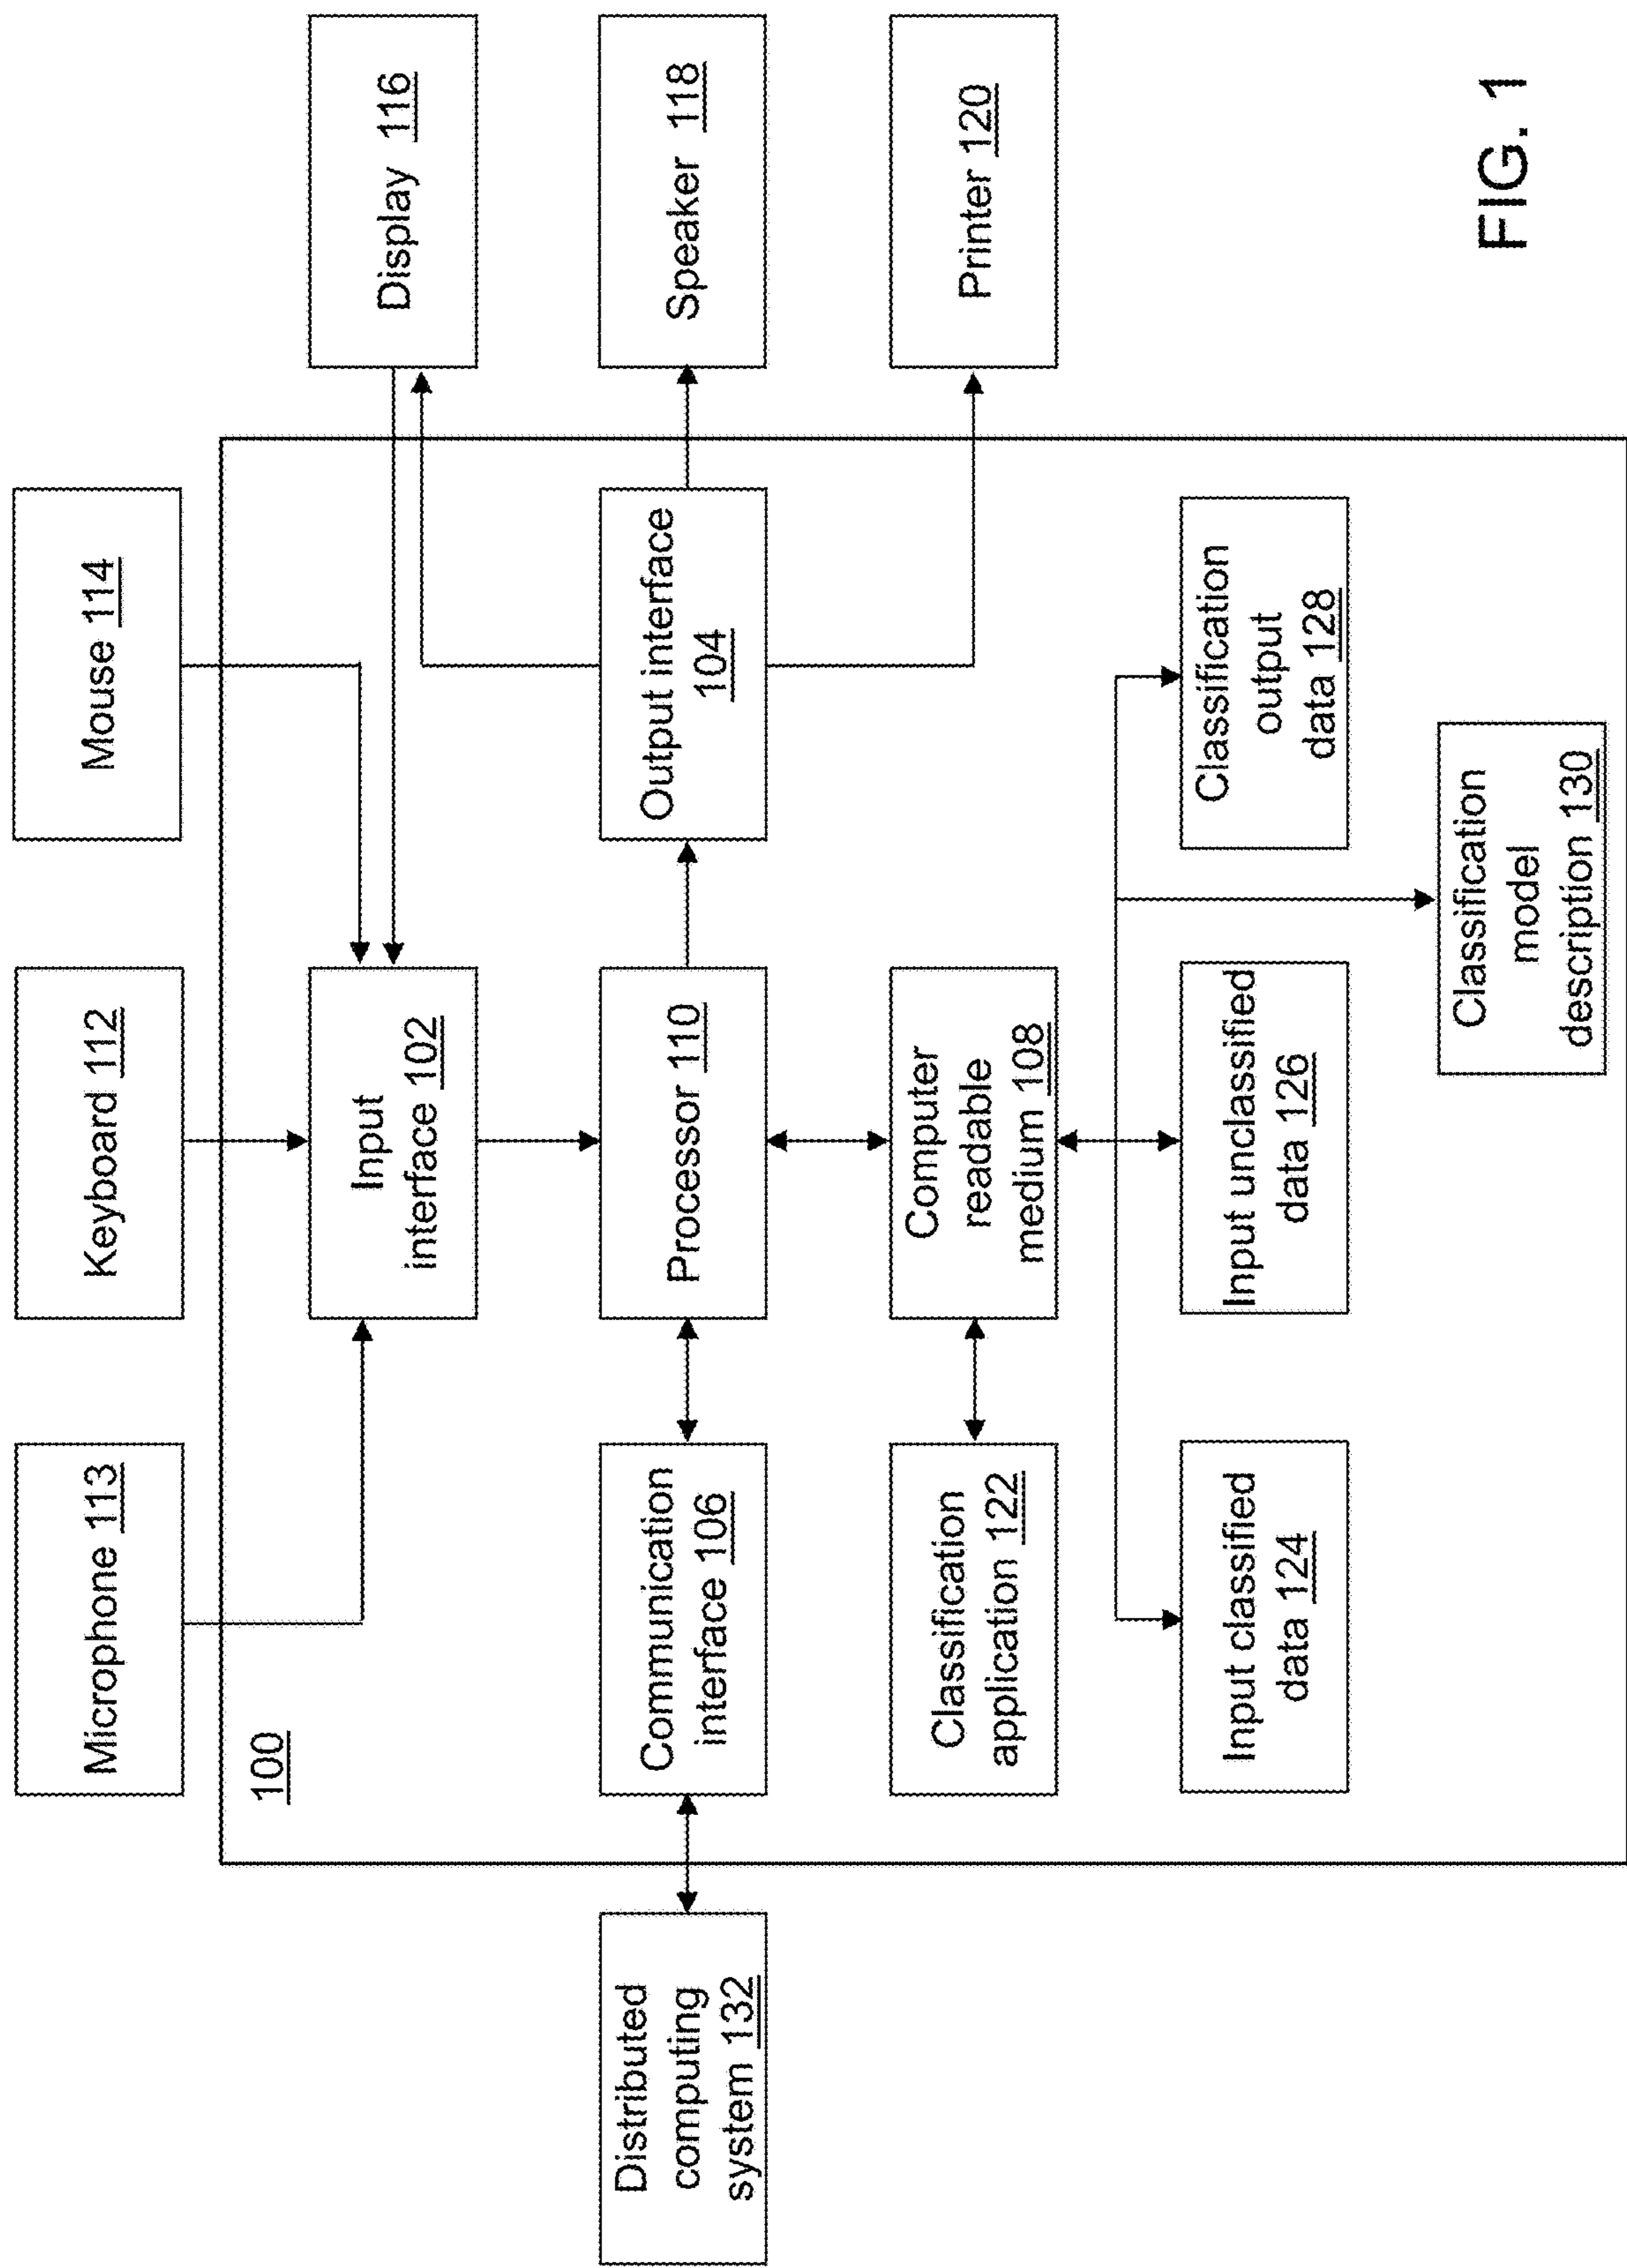 Microphone 113
Keyboard 112
Mouse 114
100
Input
interface 102
Display 116
Distributed
computing
system 132
Communication
interface 106
Processor 110
Output interface
104
Speaker 118
Classification
application 122
Computer
readable
medium 108
Printer 120
Input classified
data 124
Input unclassified
data 126
Classification
output
data 128
Classification
model
description 130
FIG. 1